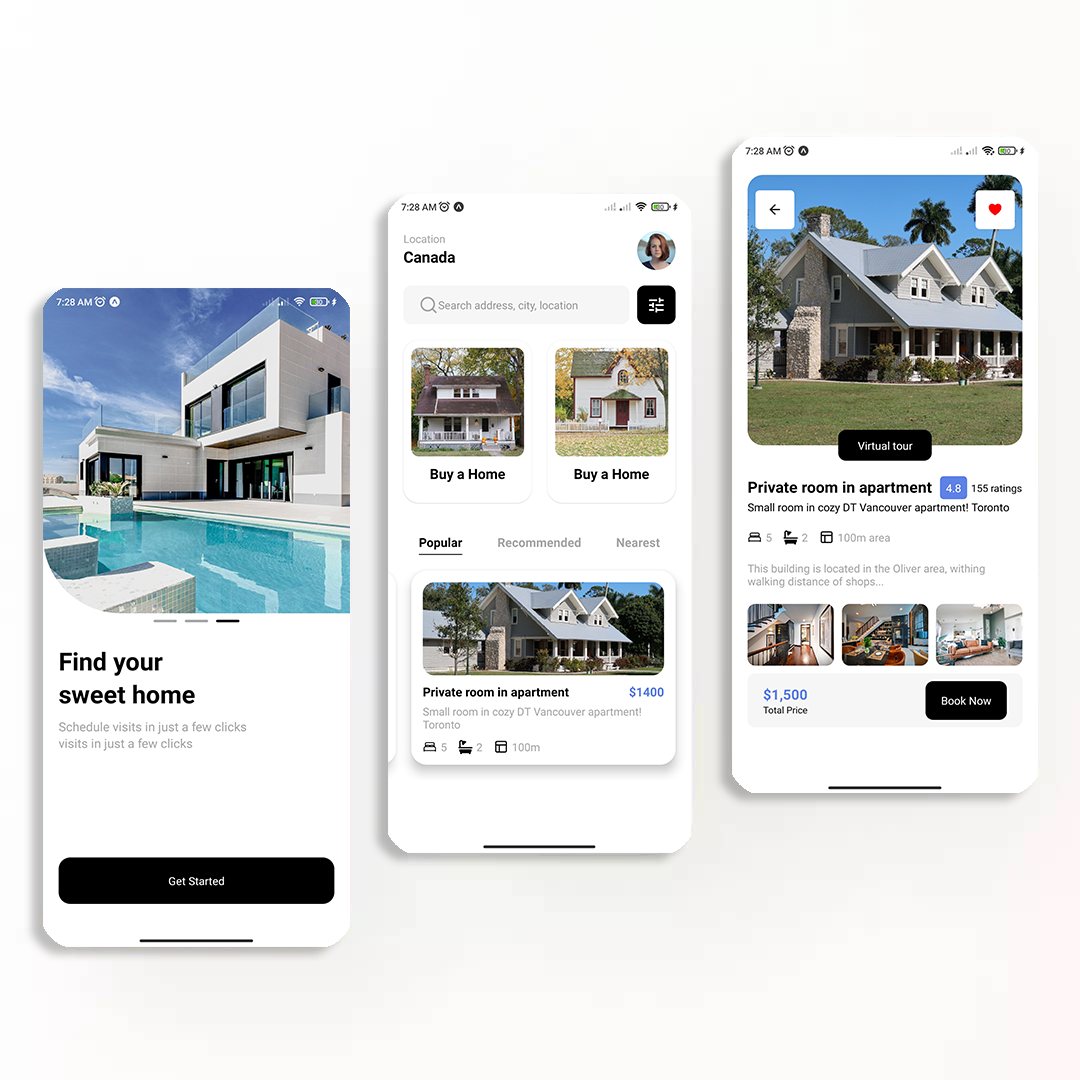 7:28 AM
Find your
sweet home
Schedule visits in just a few clicks
visits in just a few clicks
Get Started
7:28 AM
Location
Canada
Search address, city, location
Buy a Home
Buy a Home
Popular
Recommended
Nearest
Private room in apartment
$1400
Small room in cozy DT Vancouver apartment!
Toronto
5
2
100m
7:28 AM
Virtual tour
Private room in apartment
4.8
155 ratings
Small room in cozy DT Vancouver apartment! Toronto
5
2
100m area
This building is located in the Oliver area, withing
walking distance of shops...
$1,500
Total Price
Book Now